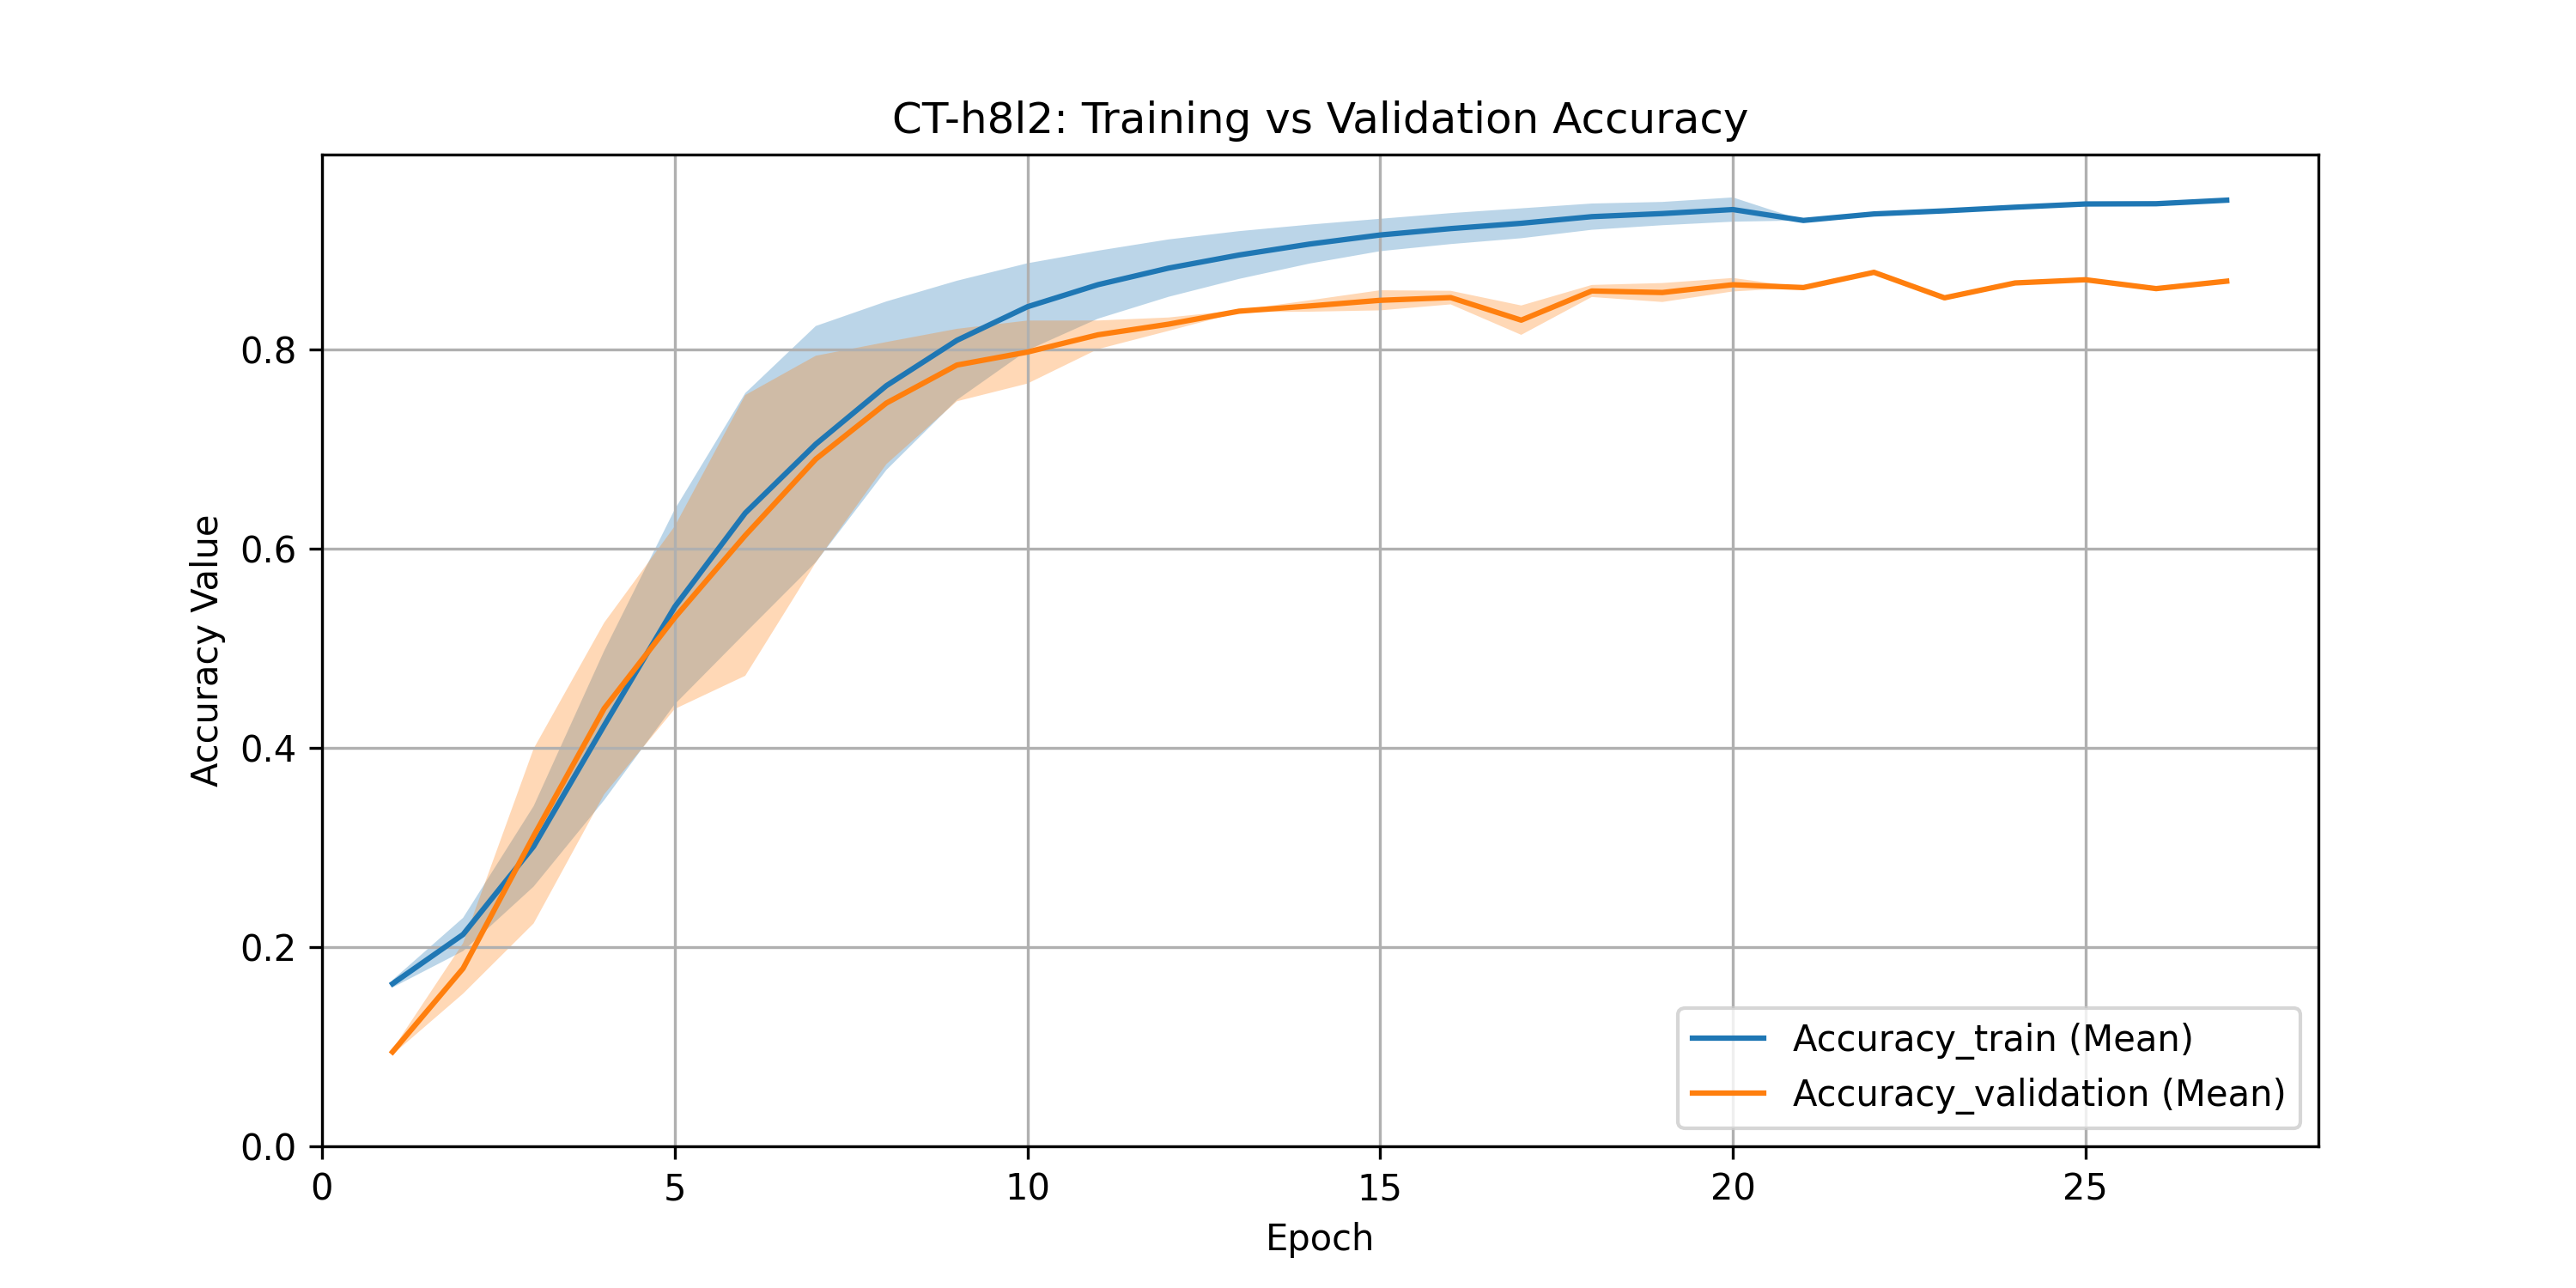 CT-h8l2: Training vs Validation Accuracy
Accuracy Value
0.8
0.6
0.4
0.2
0.0
0 5 10 15 20 25
Epoch
Accuracy_train (Mean)
Accuracy_validation (Mean)